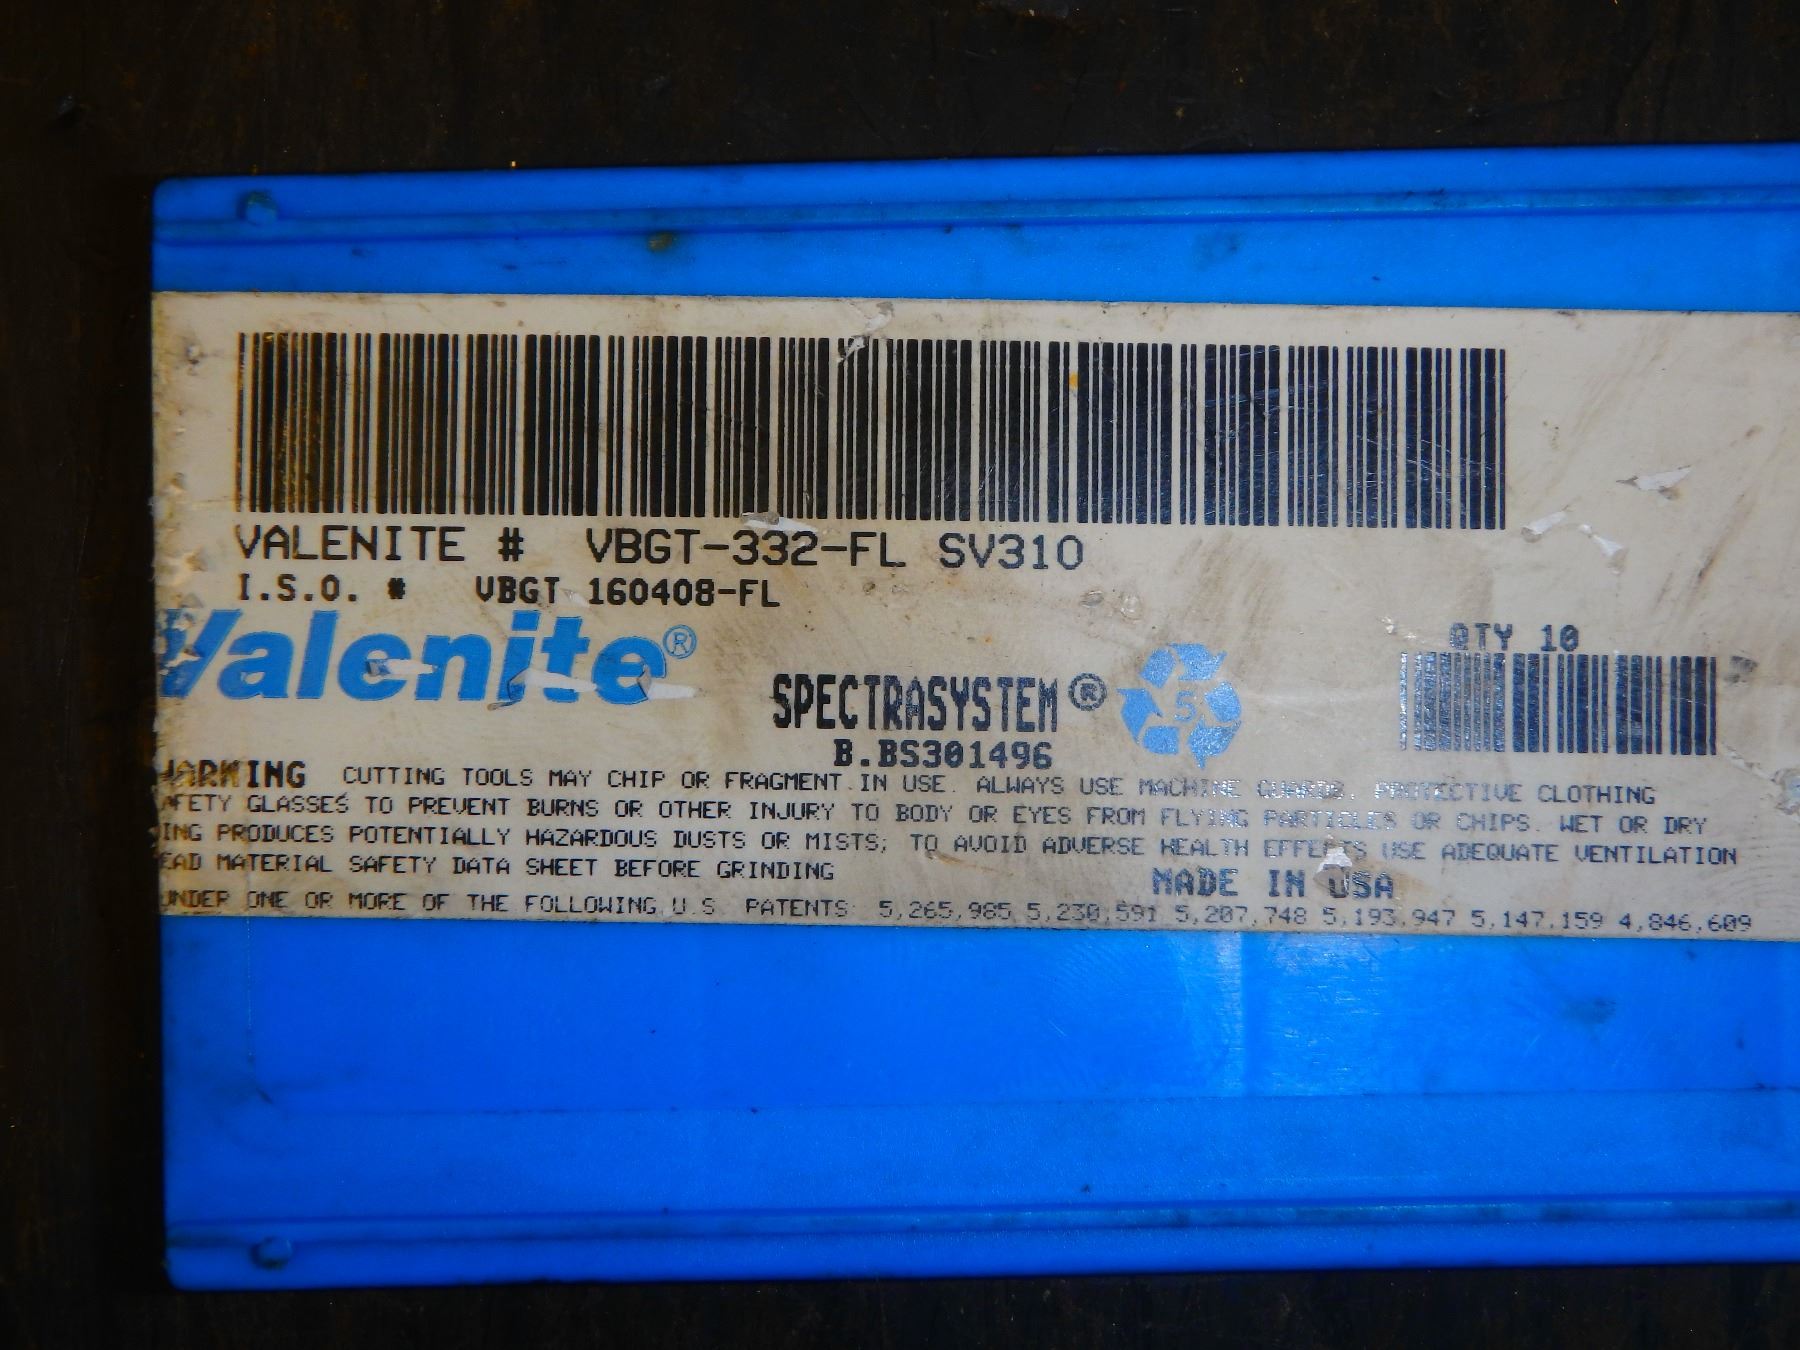 VALENITE # VBGT-332-FL SV310
I.S.O. # VBGT 160408-FL
Valenite®
QTY 10
SPECTRASYSTEM®
5
B.BS301496
WARNING CUTTING TOOLS MAY CHIP OR FRAGMENT IN USE. ALWAYS USE MACHINE GUARDS, PROTECTIVE CLOTHING
AFETY GLASSES TO PREVENT BURNS OR OTHER INJURY TO BODY OR EYES FROM FLYING PARTICLES OR CHIPS. WET OR DRY
ING PRODUCES POTENTIALLY HAZARDOUS DUSTS OR MISTS; TO AVOID ADVERSE HEALTH EFFECTS USE ADEQUATE VENTILATION
EAD MATERIAL SAFETY DATA SHEET BEFORE GRINDING
MADE IN USA
UNDER ONE OR MORE OF THE FOLLOWING U.S PATENTS: 5,265,985 5,230,591 5,207,748 5,193,947 5,147,159 4,846,609